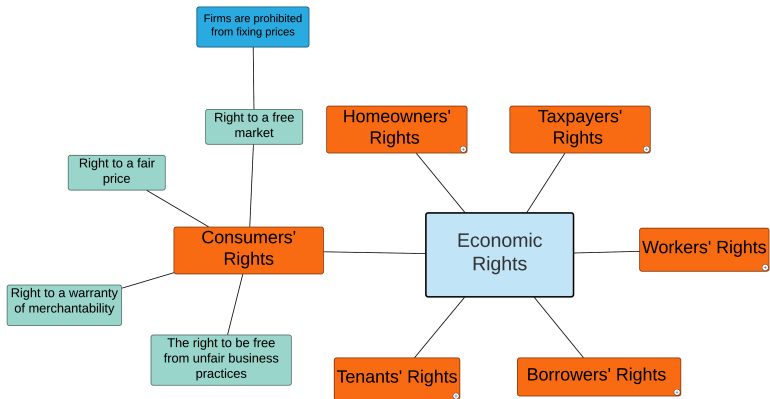 Firms are prohibited
from fixing prices
Right to a free
market
Homeowners'
Rights
Taxpayers'
Rights
Right to a fair
price
Consumers'
Rights
Economic
Rights
Workers' Rights
Right to a warranty
of merchantability
The right to be free
from unfair business
practices
Tenants' Rights
Borrowers' Rights